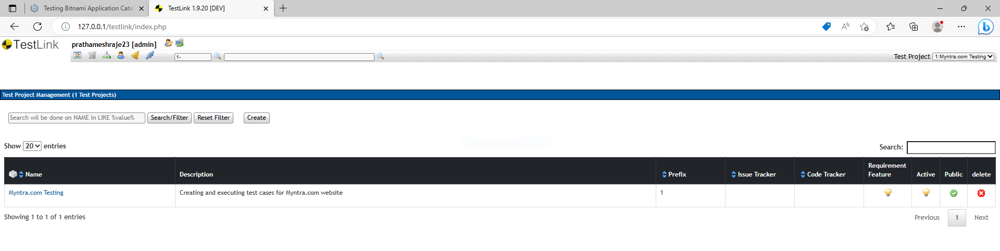 Testing Bitnami Application Catal
TestLink 1.9.20 [DEV]
127.0.0.1/testlink/index.php
TestLink
prathameshraje23 [admin]
1-
Test Project 1:Myntra.com Testing
Test Project Management (1 Test Projects)
Search wil be done on NAME in LIKE %value% Search/Filter Reset Filter Create
Show 20 entries
Free-form Snip
Search:
Name Description Prefix Issue Tracker Code Tracker Requirement Feature Active Public delete
Myntra.com Testing Creating and executing test cases for Myntra.com website 1
Showing 1 to 1 of 1 entries
Previous 1 Next